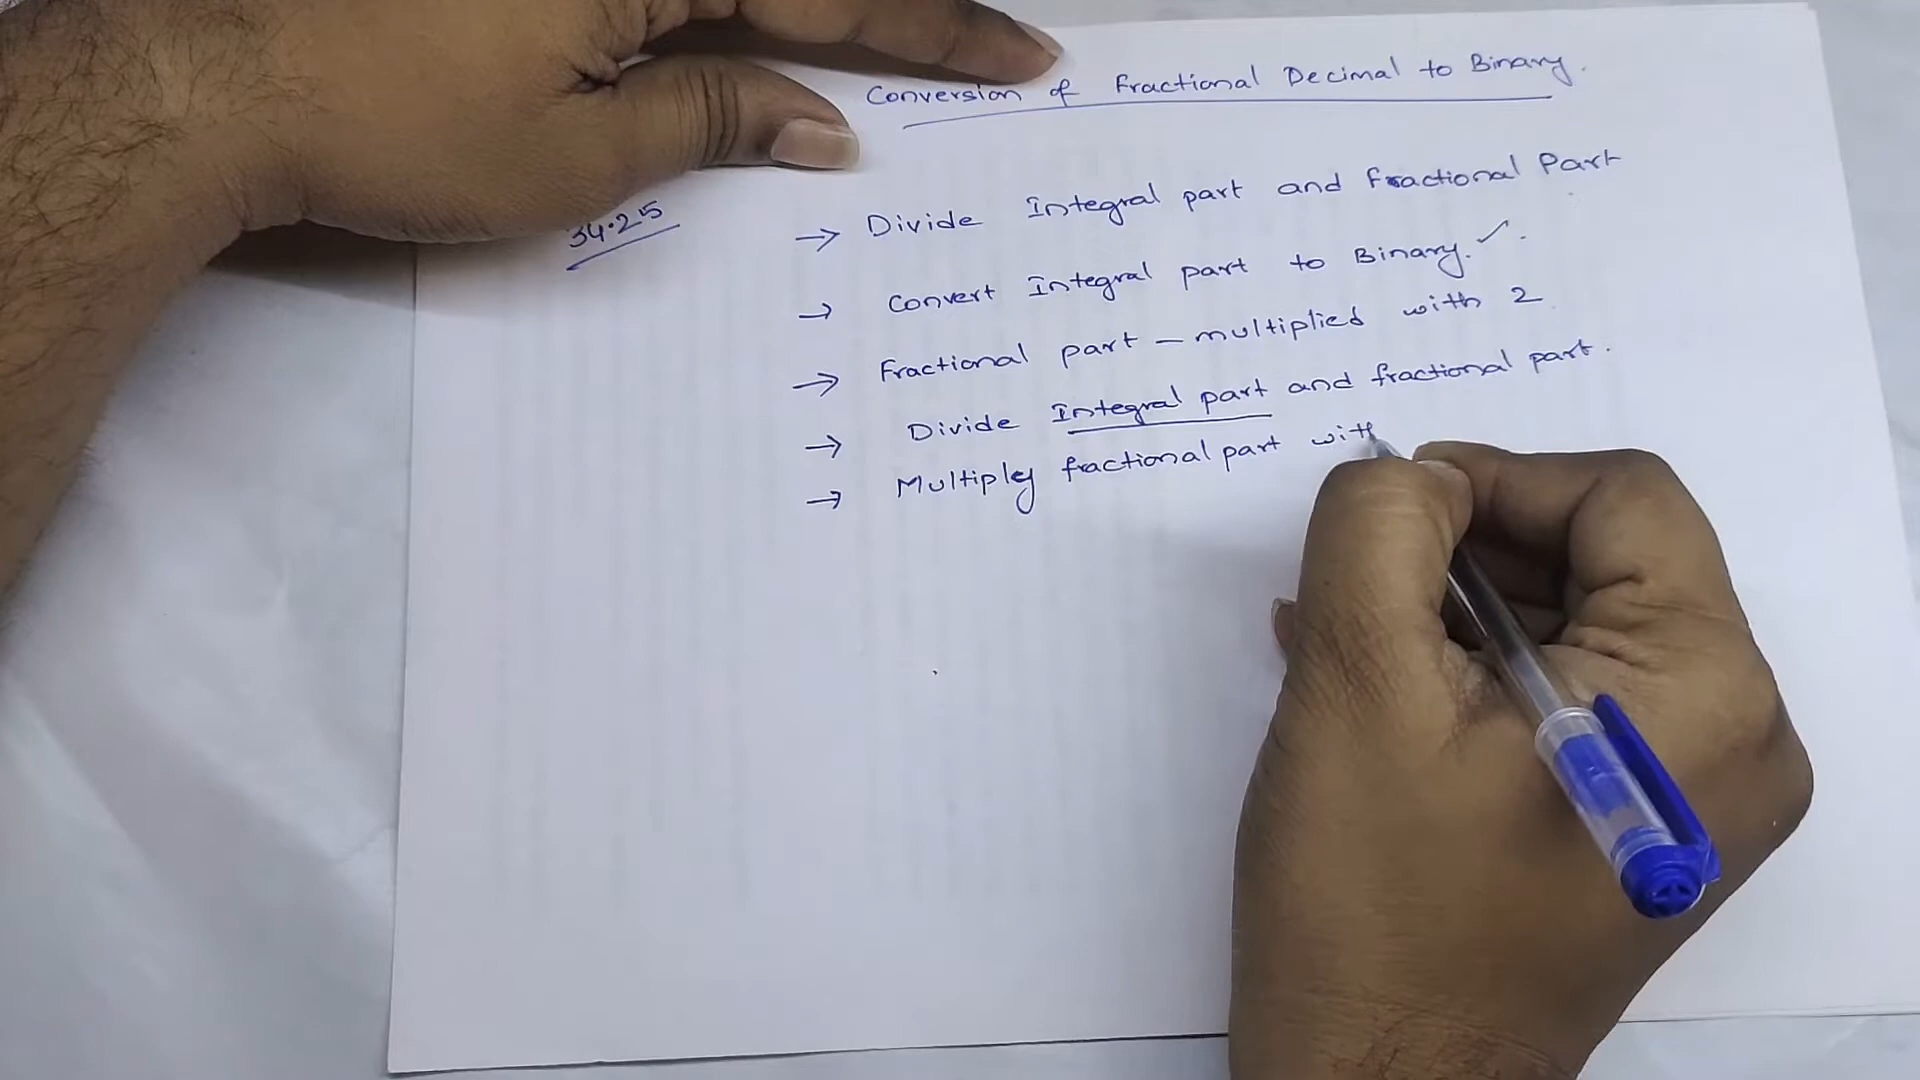 Conversion of Fractional Decimal to Binary.
34.25
→ Divide Integral part and Fractional Part
→ Convert Integral part to Binary. ✓.
→ Fractional part – multiplied with 2
→ Divide Integral part and fractional part.
→ Multiply fractional part with